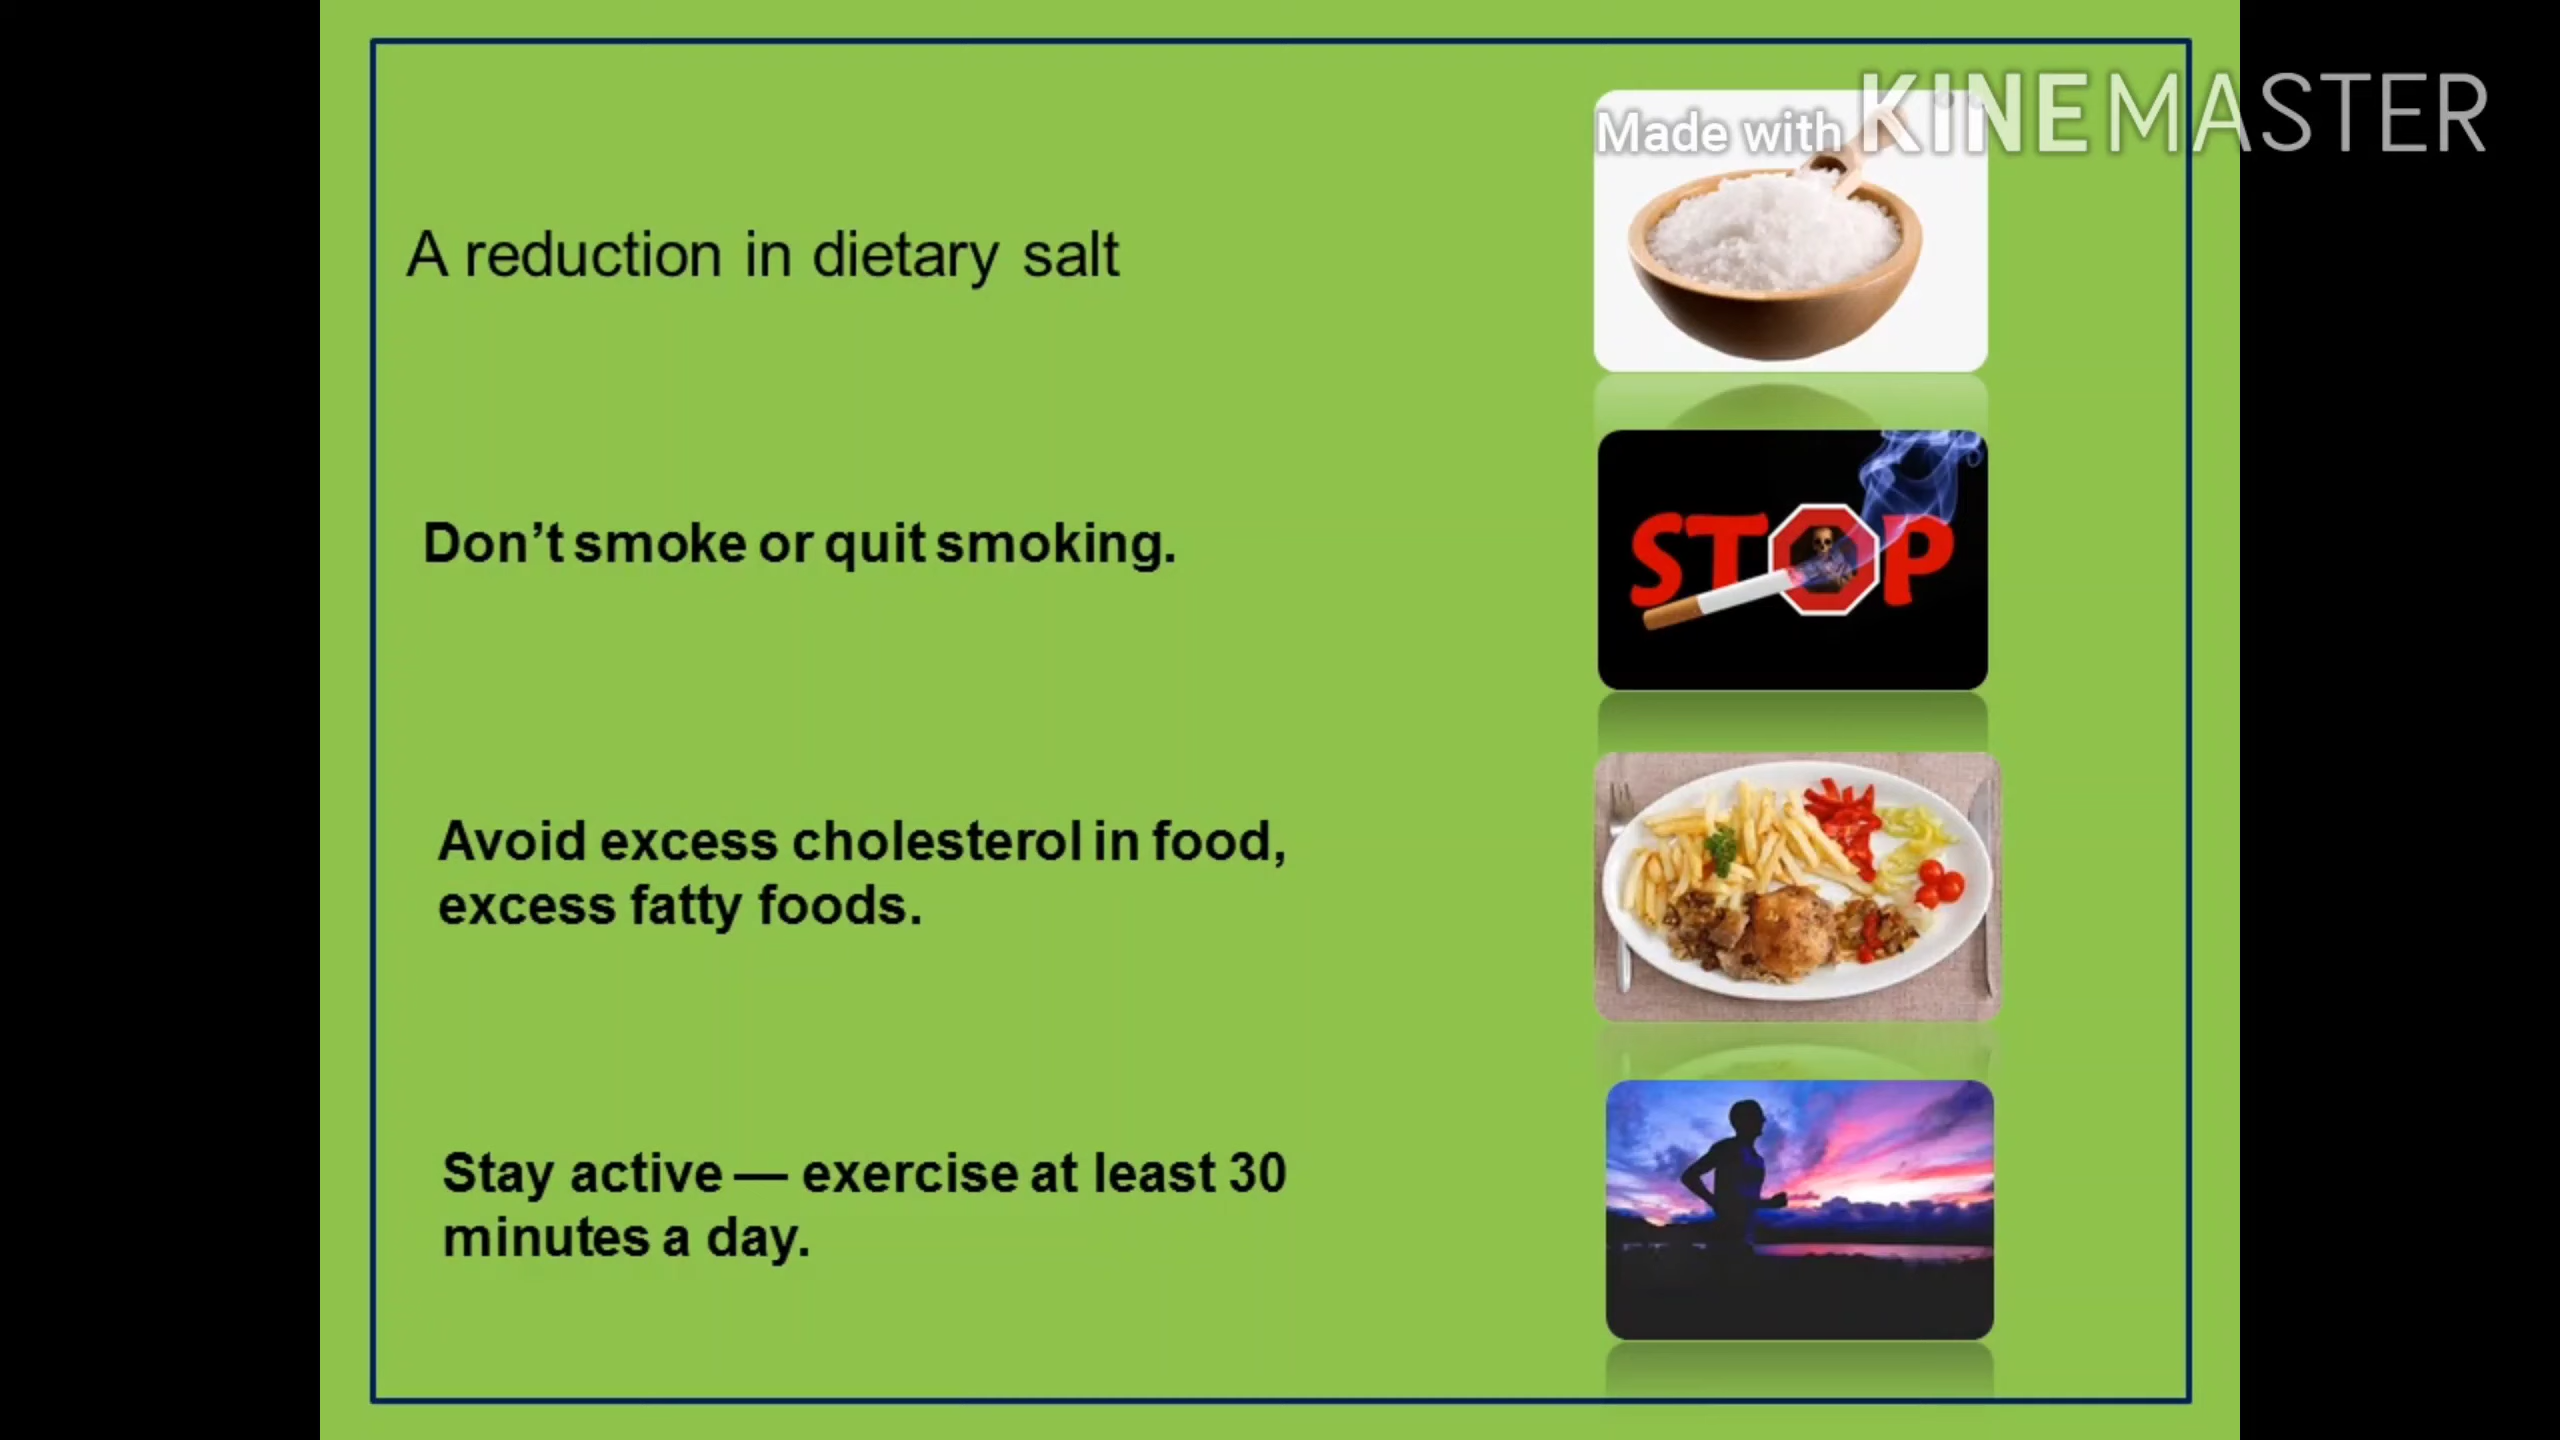 Made with KINEMASTER
A reduction in dietary salt
STOP
Don’t smoke or quit smoking.
Avoid excess cholesterol in food,
excess fatty foods.
Stay active — exercise at least 30
minutes a day.